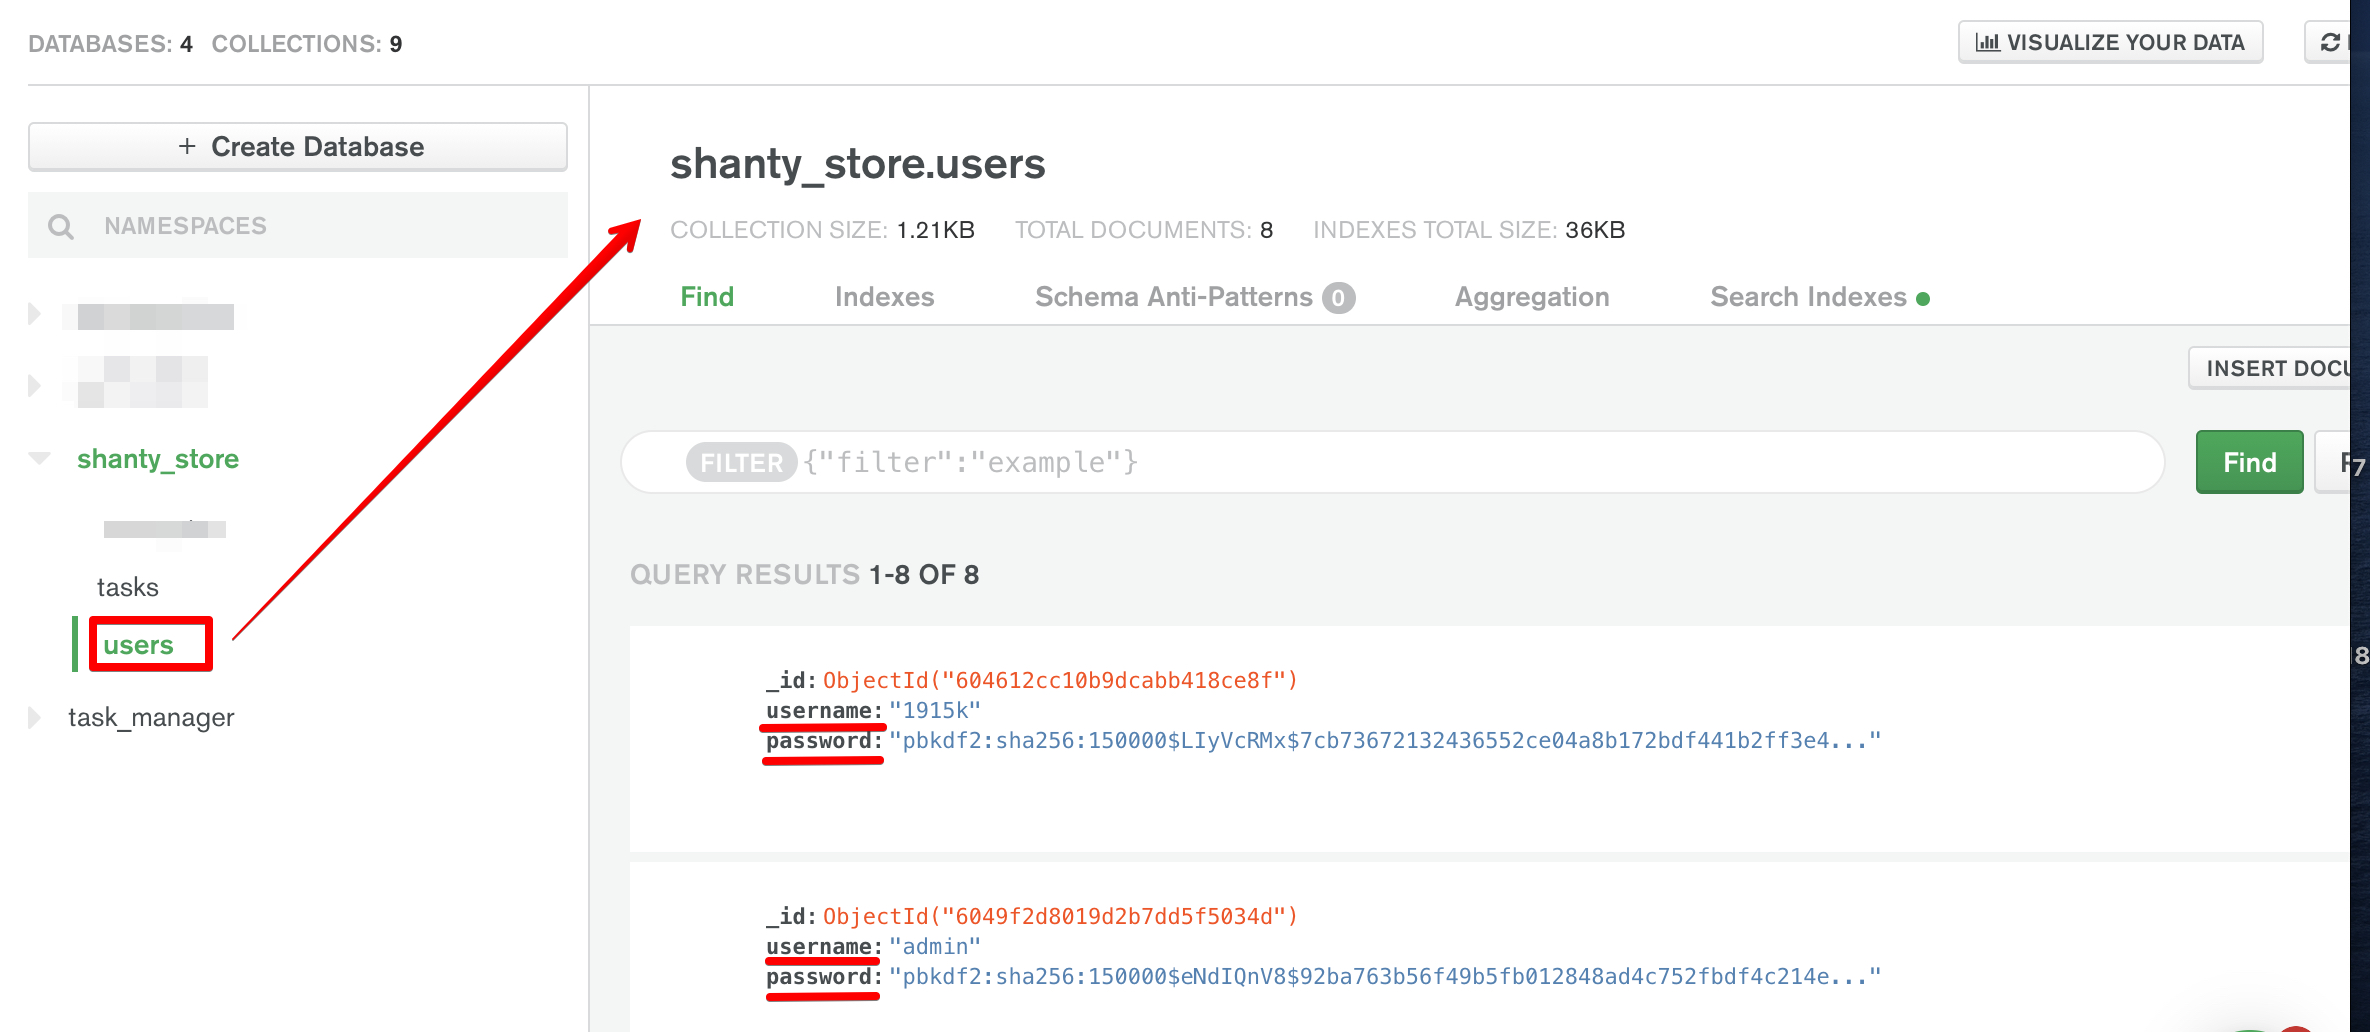 DATABASES: 4 COLLECTIONS: 9
VISUALIZE YOUR DATA
+ Create Database
NAMESPACES
shanty_store
tasks
users
task_manager
shanty_store.users
COLLECTION SIZE: 1.21KB TOTAL DOCUMENTS: 8 INDEXES TOTAL SIZE: 36KB
Find Indexes Schema Anti-Patterns 0 Aggregation Search Indexes
INSERT DOCU
FILTER {"filter":"example"}
Find
7
QUERY RESULTS 1-8 OF 8
8
_id: ObjectId("604612cc10b9dcabb418ce8f")
username: "1915k"
password: "pbkdf2:sha256:150000$LIyVcRMx$7cb73672132436552ce04a8b172bdf441b2ff3e4..."
_id: ObjectId("6049f2d8019d2b7dd5f5034d")
username: "admin"
password: "pbkdf2:sha256:150000$eNdIQnV8$92ba763b56f49b5fb012848ad4c752fbdf4c214e..."